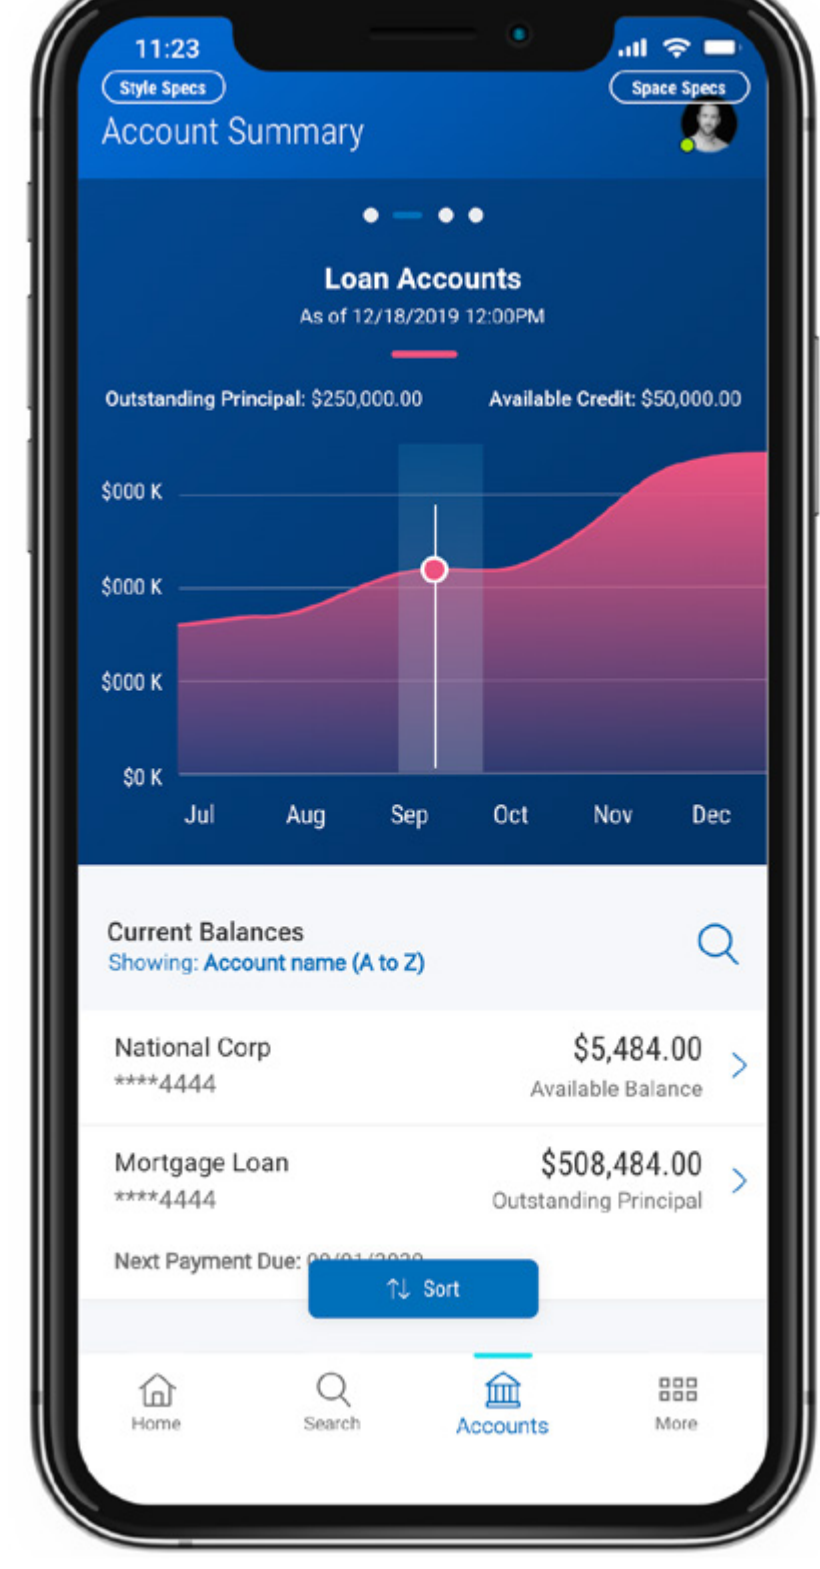 11:23
Style Specs
Space Specs
Account Summary
Loan Accounts
As of 12/18/2019 12:00PM
Outstanding Principal: $250,000.00
Available Credit: $50,000.00
$000 K
$000 K
$000 K
$0 K
Jul Aug Sep Oct Nov Dec
Current Balances
Showing: Account name (A to Z)
National Corp
$5,484.00
****4444
Available Balance
Mortgage Loan
$508,484.00
****4444
Outstanding Principal
Next Payment Due:
Sort
Home Search Accounts More